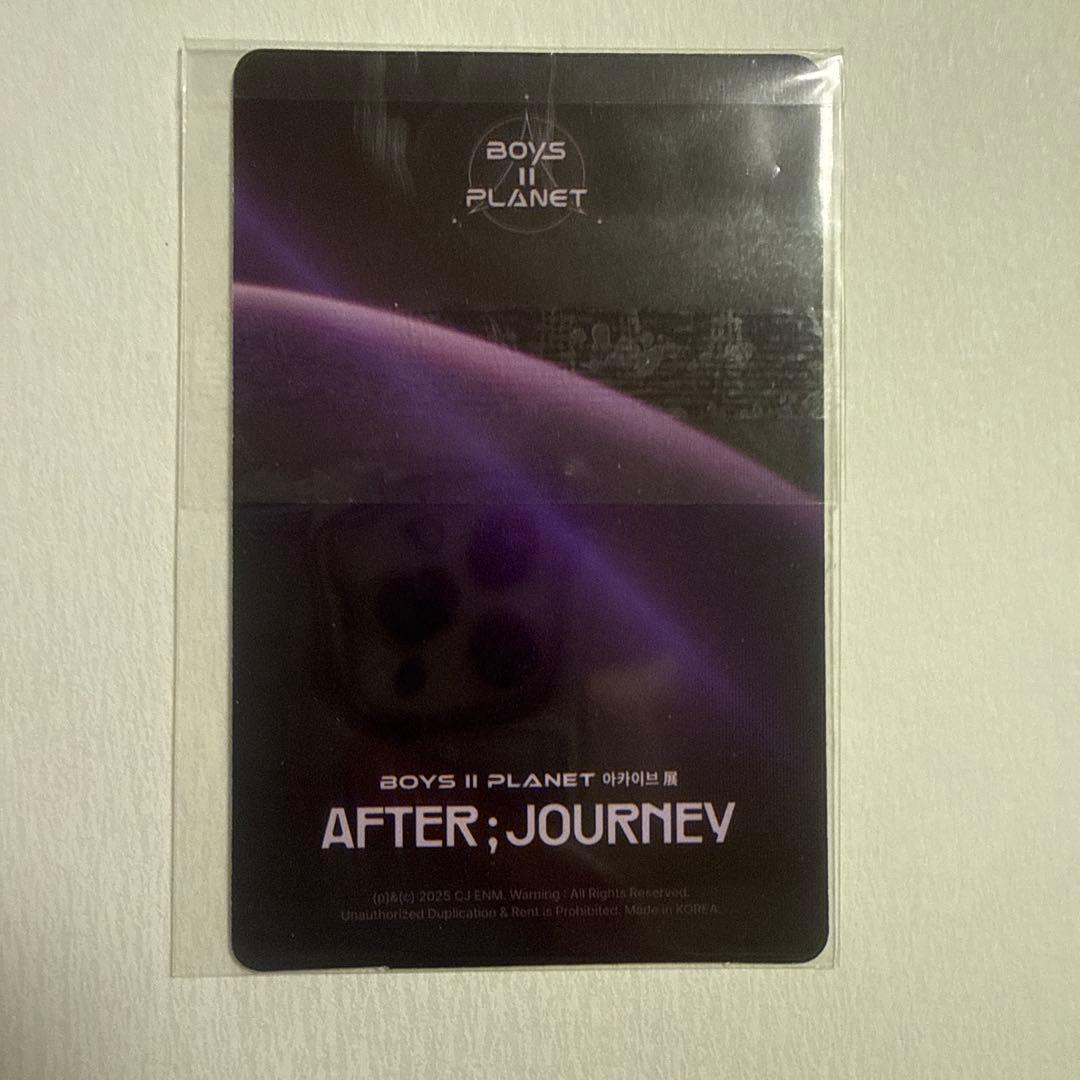 BOYS
II
PLANET
BOYS II PLANET 아카이브 展
AFTER ; JOURNEY
(p)&(c) 2025 CJ ENM. Warning : All Rights Reserved.
Unauthorized Duplication & Rent is Prohibited. Made in KOREA.